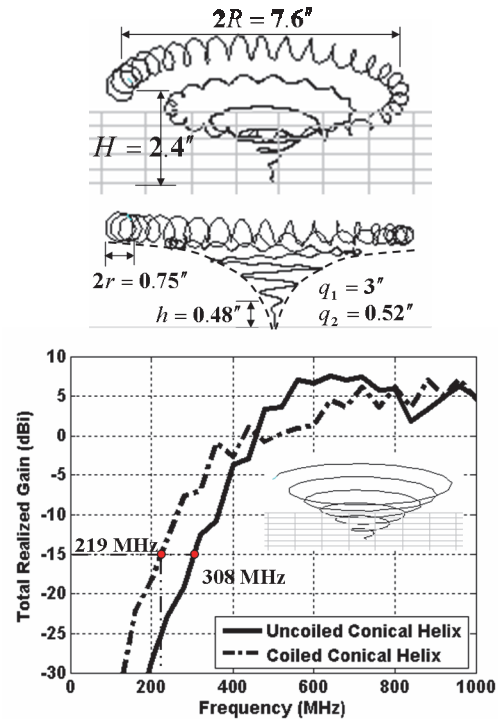 2R = 7.6"
H = 2.4"
2r = 0.75"
h = 0.48"
q₁ = 3"
q₂ = 0.52"
Total Realized Gain (dBi)
10
5
0
-5
-10
-15
-20
-25
-30
219 MHz
308 MHz
Uncoiled Conical Helix
Coiled Conical Helix
0 200 400 600 800 1000
Frequency (MHz)